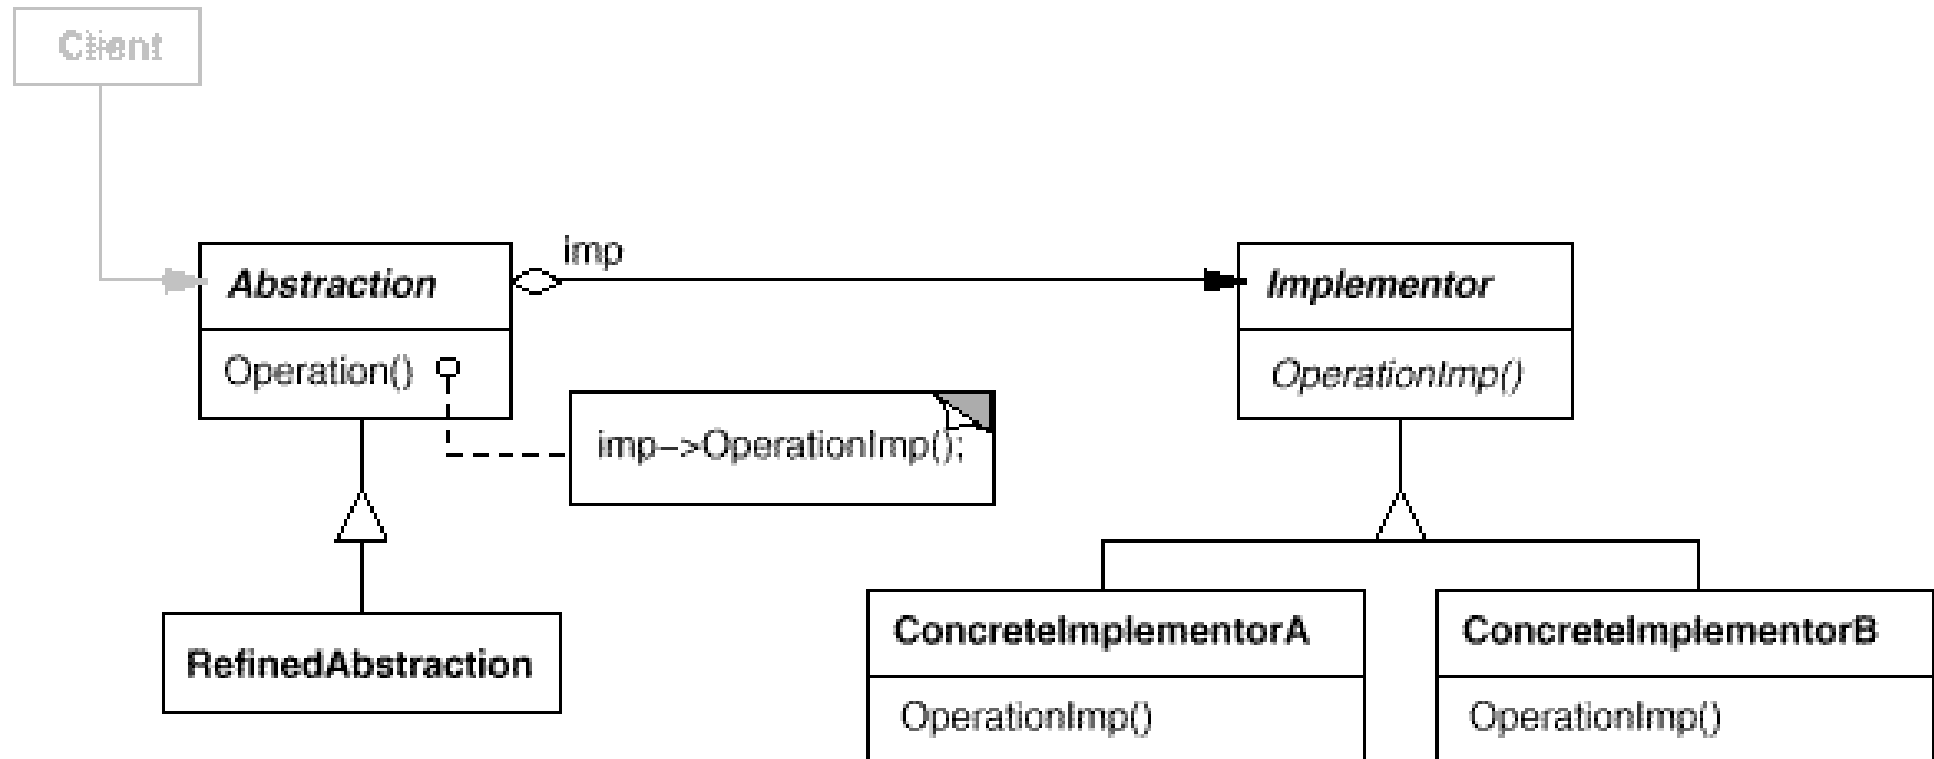 Client
imp
Abstraction
Implementor
Operation()
OperationImp()
imp->OperationImp();
RefinedAbstraction
ConcreteImplementorA
ConcreteImplementorB
OperationImp()
OperationImp()